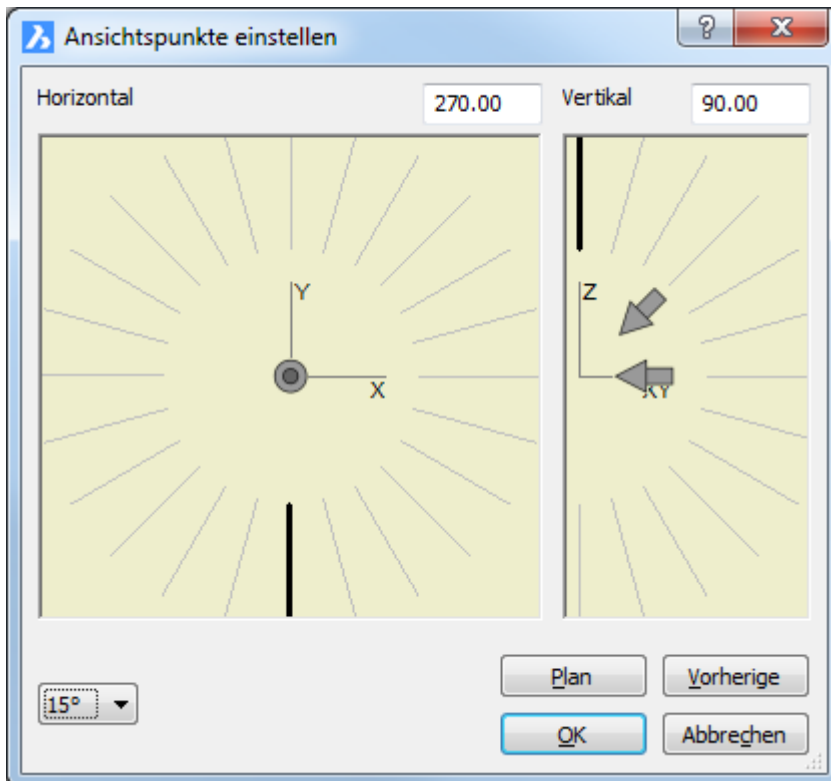 Ansichtspunkte einstellen
Horizontal 270.00 Vertikal 90.00
Y
Z
X
XY
15°
Plan Vorherige
OK Abbrechen